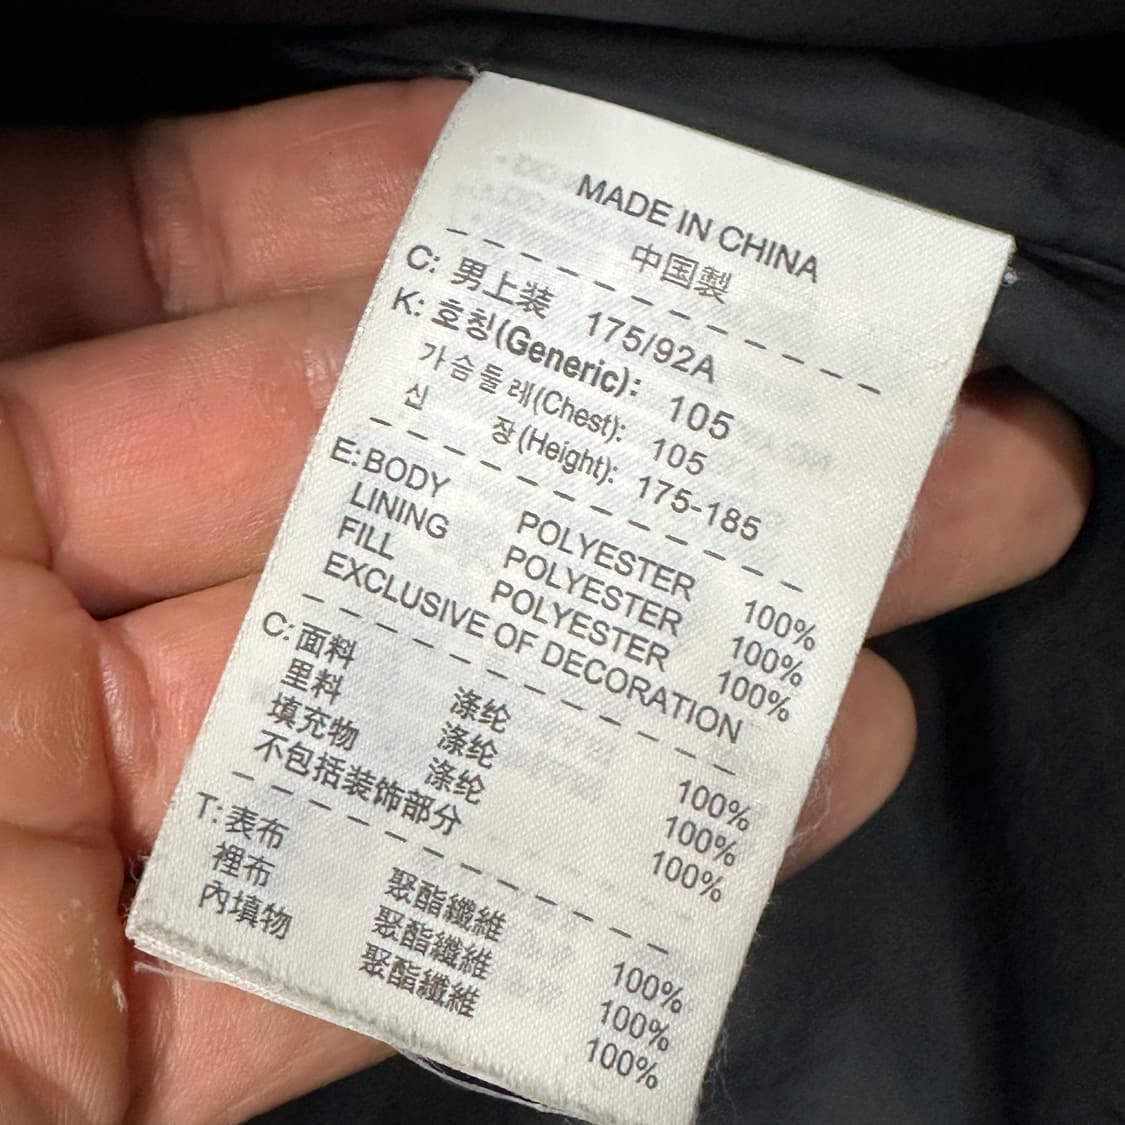 MADE IN CHINA
中国製
C: 男上装 175/92A
K: 호칭(Generic): 105
가슴둘레(Chest): 105
신 장(Height): 175-185
E: BODY POLYESTER 100%
LINING POLYESTER 100%
FILL POLYESTER 100%
EXCLUSIVE OF DECORATION
C: 面料 涤纶 100%
里料 涤纶 100%
填充物 涤纶 100%
不包括装饰部分
T: 表布 聚酯纖維 100%
裡布 聚酯纖維 100%
內填物 聚酯纖維 100%